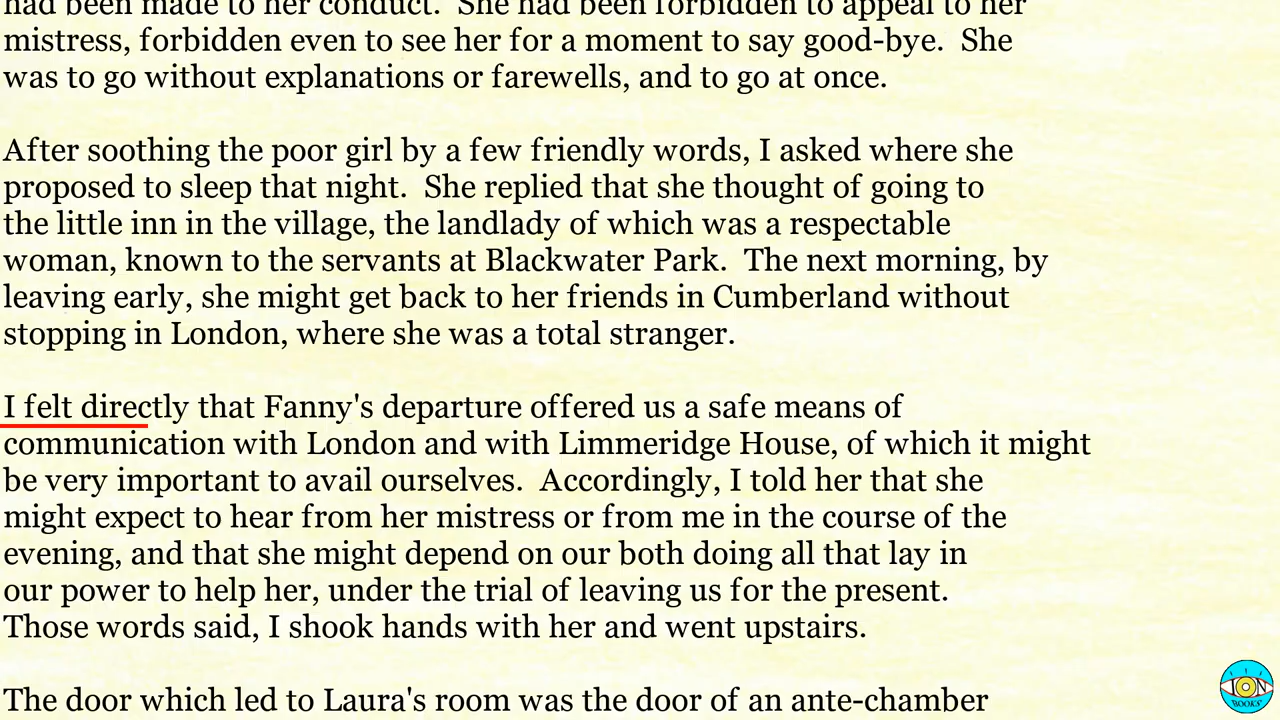 had been made to her conduct.  She had been forbidden to appeal to her
mistress, forbidden even to see her for a moment to say good-bye.  She
was to go without explanations or farewells, and to go at once.
After soothing the poor girl by a few friendly words, I asked where she
proposed to sleep that night.  She replied that she thought of going to
the little inn in the village, the landlady of which was a respectable
woman, known to the servants at Blackwater Park.  The next morning, by
leaving early, she might get back to her friends in Cumberland without
stopping in London, where she was a total stranger.
I felt directly that Fanny's departure offered us a safe means of
communication with London and with Limmeridge House, of which it might
be very important to avail ourselves.  Accordingly, I told her that she
might expect to hear from her mistress or from me in the course of the
evening, and that she might depend on our both doing all that lay in
our power to help her, under the trial of leaving us for the present.
Those words said, I shook hands with her and went upstairs.
The door which led to Laura's room was the door of an ante-chamber
ION
BOOKS